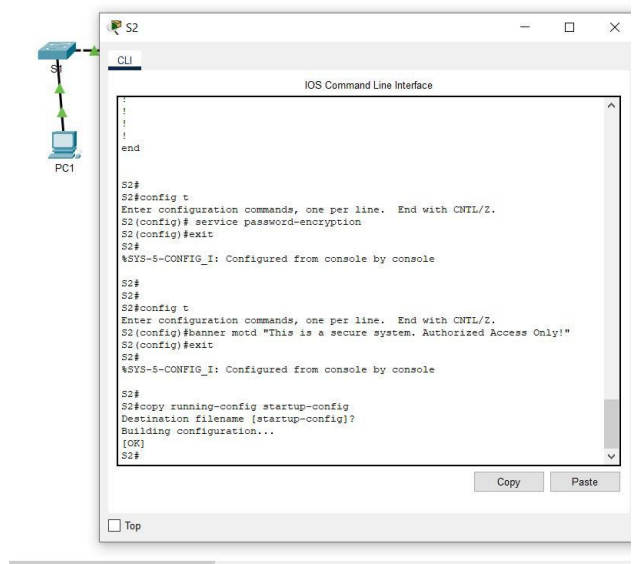 S2
CLI
IOS Command Line Interface
!
!
!
!
end
S2#
S2#config t
Enter configuration commands, one per line. End with CNTL/Z.
S2(config)# service password-encryption
S2(config)#exit
S2#
%SYS-5-CONFIG_I: Configured from console by console
S2#
S2#
S2#config t
Enter configuration commands, one per line. End with CNTL/Z.
S2(config)#banner motd "This is a secure system. Authorized Access Only!"
S2(config)#exit
S2#
%SYS-5-CONFIG_I: Configured from console by console
S2#
S2#copy running-config startup-config
Destination filename [startup-config]?
Building configuration...
[OK]
S2#
Copy
Paste
Top
S1
PC1